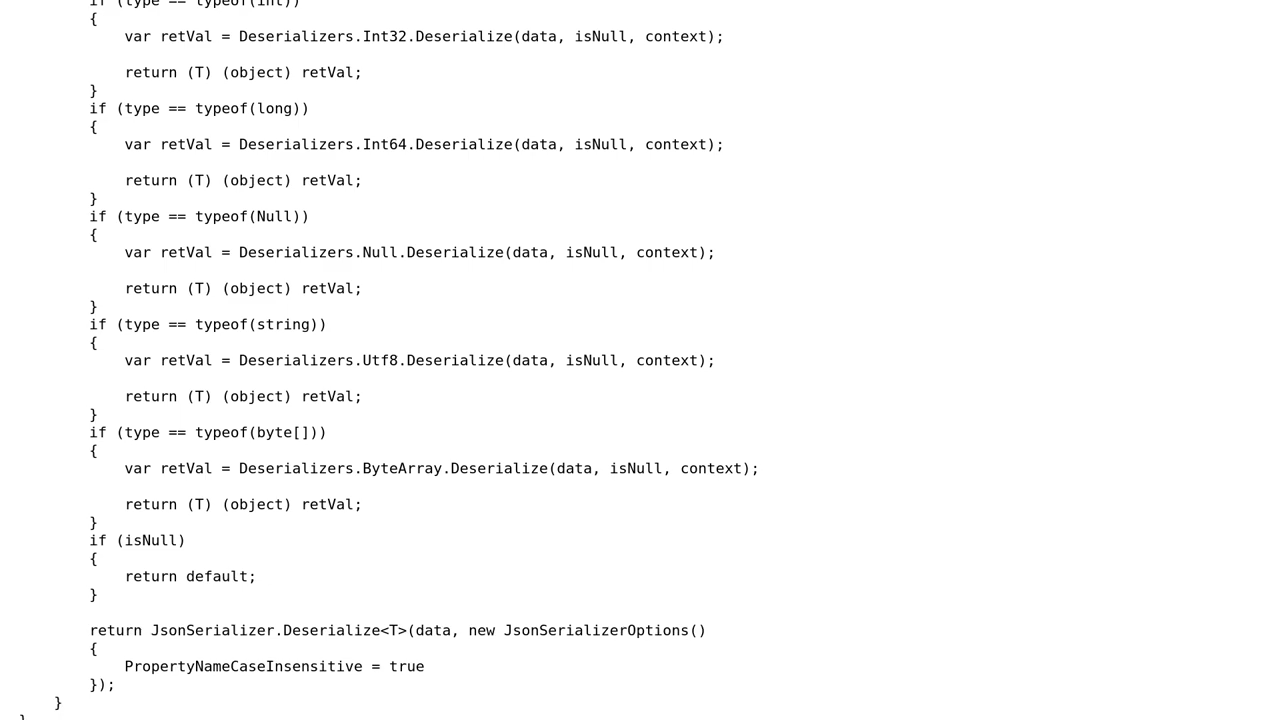 if (type == typeof(int))
{
var retVal = Deserializers.Int32.Deserialize(data, isNull, context);
return (T) (object) retVal;
}
if (type == typeof(long))
{
var retVal = Deserializers.Int64.Deserialize(data, isNull, context);
return (T) (object) retVal;
}
if (type == typeof(Null))
{
var retVal = Deserializers.Null.Deserialize(data, isNull, context);
return (T) (object) retVal;
}
if (type == typeof(string))
{
var retVal = Deserializers.Utf8.Deserialize(data, isNull, context);
return (T) (object) retVal;
}
if (type == typeof(byte[]))
{
var retVal = Deserializers.ByteArray.Deserialize(data, isNull, context);
return (T) (object) retVal;
}
if (isNull)
{
return default;
}
return JsonSerializer.Deserialize<T>(data, new JsonSerializerOptions()
{
PropertyNameCaseInsensitive = true
});
}
}